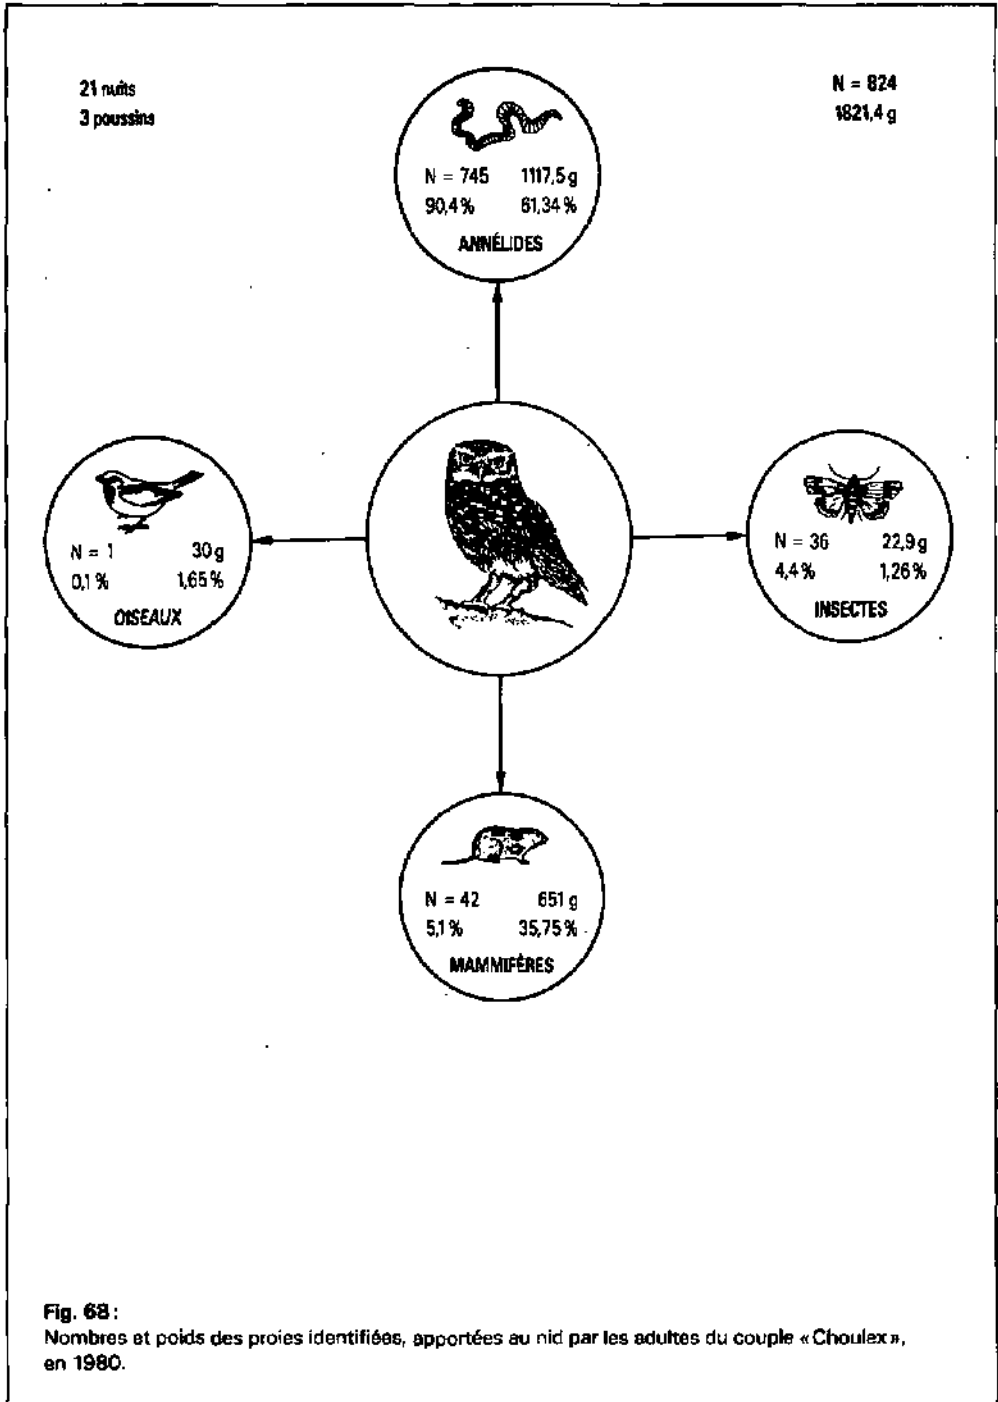 21 nuits
3 poussins
N = 824
1821,4 g
N = 745 1117,5 g
90,4 % 61,34 %
ANNÉLIDES
N = 1 30 g
0,1 % 1,65 %
OISEAUX
N = 36 22,9 g
4,4 % 1,26 %
INSECTES
N = 42 651 g
5,1 % 35,75 %
MAMMIFÈRES
Fig. 68 :
Nombres et poids des proies identifiées, apportées au nid par les adultes du couple « Choulex »,
en 1980.